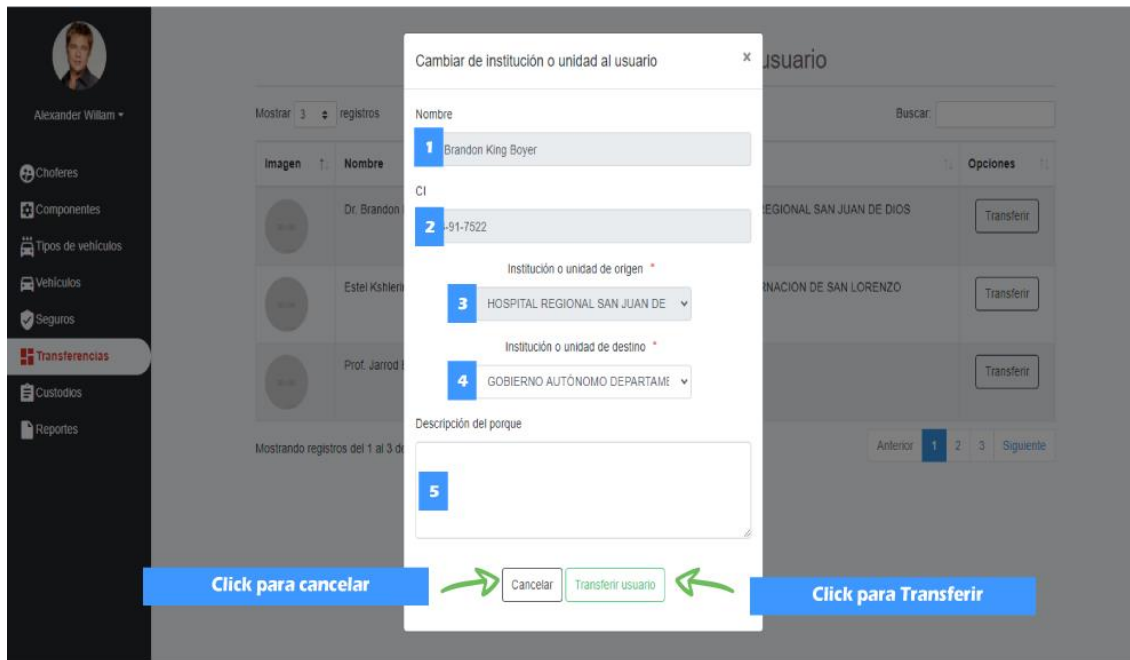 Alexander Willam
Choferes
Componentes
Tipos de vehículos
Vehículos
Seguros
Transferencias
Custodios
Reportes
usuario
Mostrar 3 registros
Buscar:
Imagen Nombre Opciones
Dr. Brandon REGIONAL SAN JUAN DE DIOS Transferir
Estel Kshleri RNACION DE SAN LORENZO Transferir
Prof. Jarrod Transferir
Mostrando registros del 1 al 3 de
Anterior 1 2 3 Siguiente
Cambiar de institución o unidad al usuario x
Nombre
1 Brandon King Boyer
CI
2 -91-7522
Institución o unidad de origen *
3 HOSPITAL REGIONAL SAN JUAN DE
Institución o unidad de destino *
4 GOBIERNO AUTÓNOMO DEPARTAME
Descripción del porque
5
Click para cancelar
Cancelar Transferir usuario
Click para Transferir